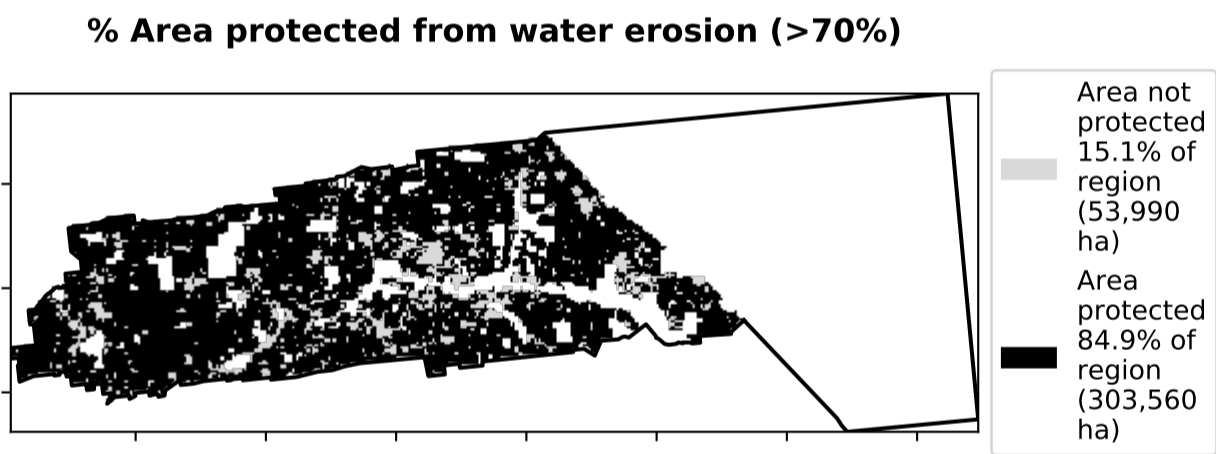 % Area protected from water erosion (>70%)
Area not
protected
15.1% of
region
(53,990
ha)
Area
protected
84.9% of
region
(303,560
ha)